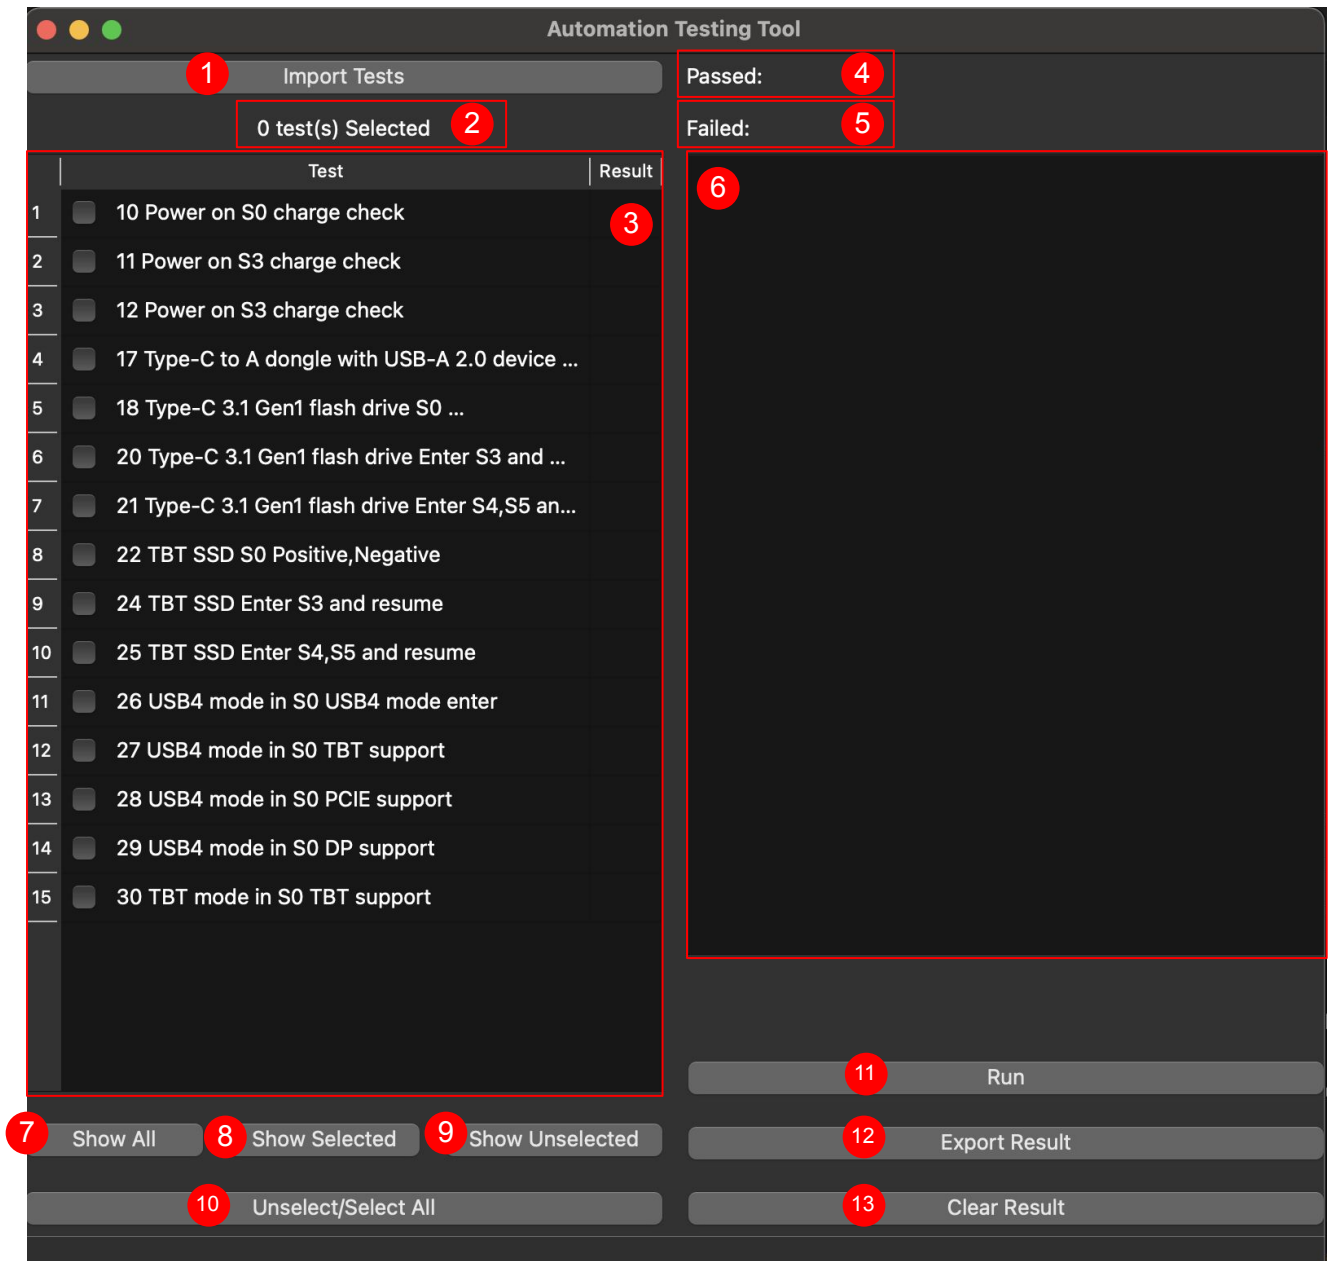 Automation Testing Tool
1 Import Tests
Passed: 4
0 test(s) Selected 2
Failed: 5
Test Result
6
1 10 Power on S0 charge check
3
2 11 Power on S3 charge check
3 12 Power on S3 charge check
4 17 Type-C to A dongle with USB-A 2.0 device ...
5 18 Type-C 3.1 Gen1 flash drive S0 ...
6 20 Type-C 3.1 Gen1 flash drive Enter S3 and ...
7 21 Type-C 3.1 Gen1 flash drive Enter S4,S5 an...
8 22 TBT SSD S0 Positive,Negative
9 24 TBT SSD Enter S3 and resume
10 25 TBT SSD Enter S4,S5 and resume
11 26 USB4 mode in S0 USB4 mode enter
12 27 USB4 mode in S0 TBT support
13 28 USB4 mode in S0 PCIE support
14 29 USB4 mode in S0 DP support
15 30 TBT mode in S0 TBT support
11 Run
7 Show All
8 Show Selected
9 Show Unselected
12 Export Result
10 Unselect/Select All
13 Clear Result